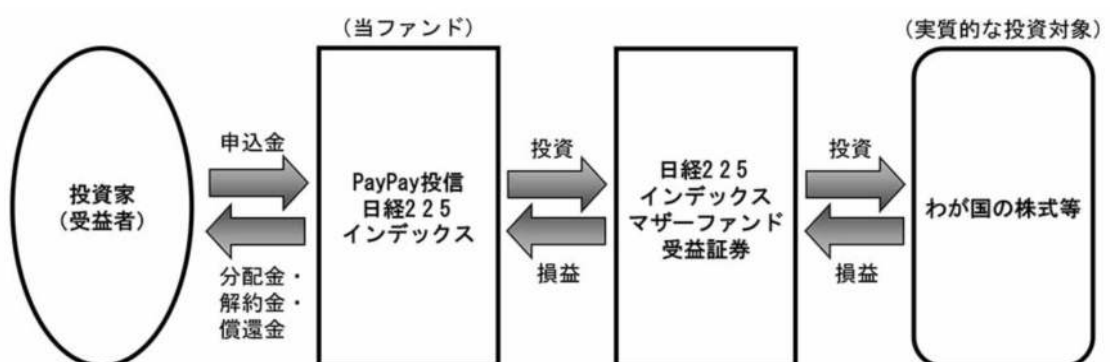 （当ファンド）
（実質的な投資対象）
投資家
（受益者）
申込金
分配金・
解約金・
償還金
PayPay投信
日経２２５
インデックス
投資
損益
日経２２５
インデックス
マザーファンド
受益証券
投資
損益
わが国の株式等